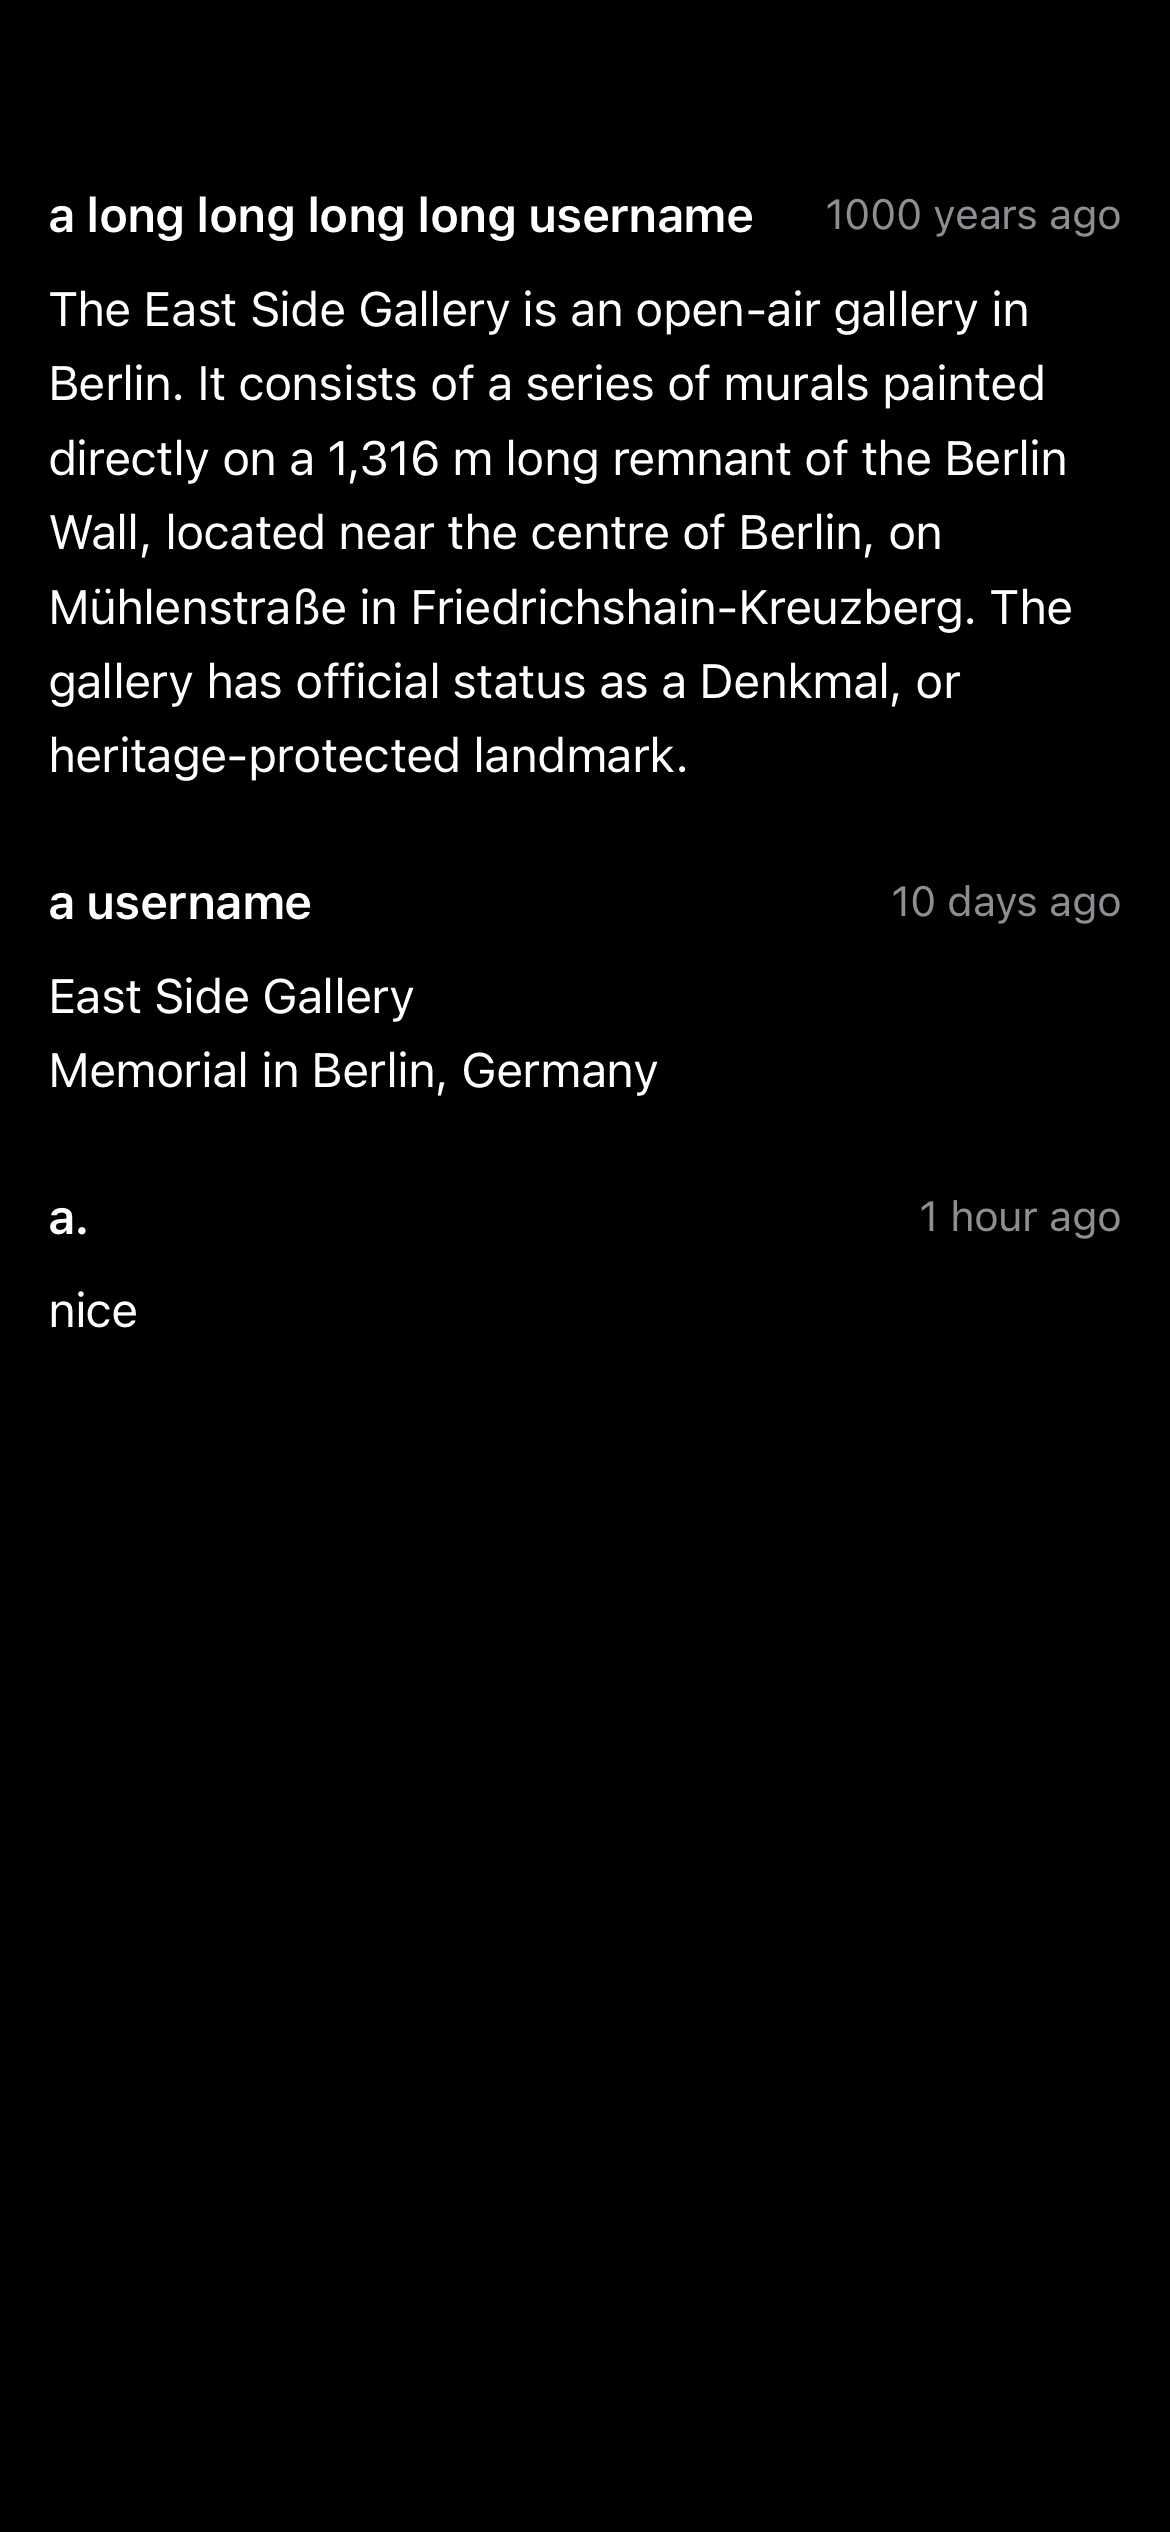 a long long long long username 1000 years ago
The East Side Gallery is an open-air gallery in
Berlin. It consists of a series of murals painted
directly on a 1,316 m long remnant of the Berlin
Wall, located near the centre of Berlin, on
Mühlenstraße in Friedrichshain-Kreuzberg. The
gallery has official status as a Denkmal, or
heritage-protected landmark.
a username 10 days ago
East Side Gallery
Memorial in Berlin, Germany
a. 1 hour ago
nice